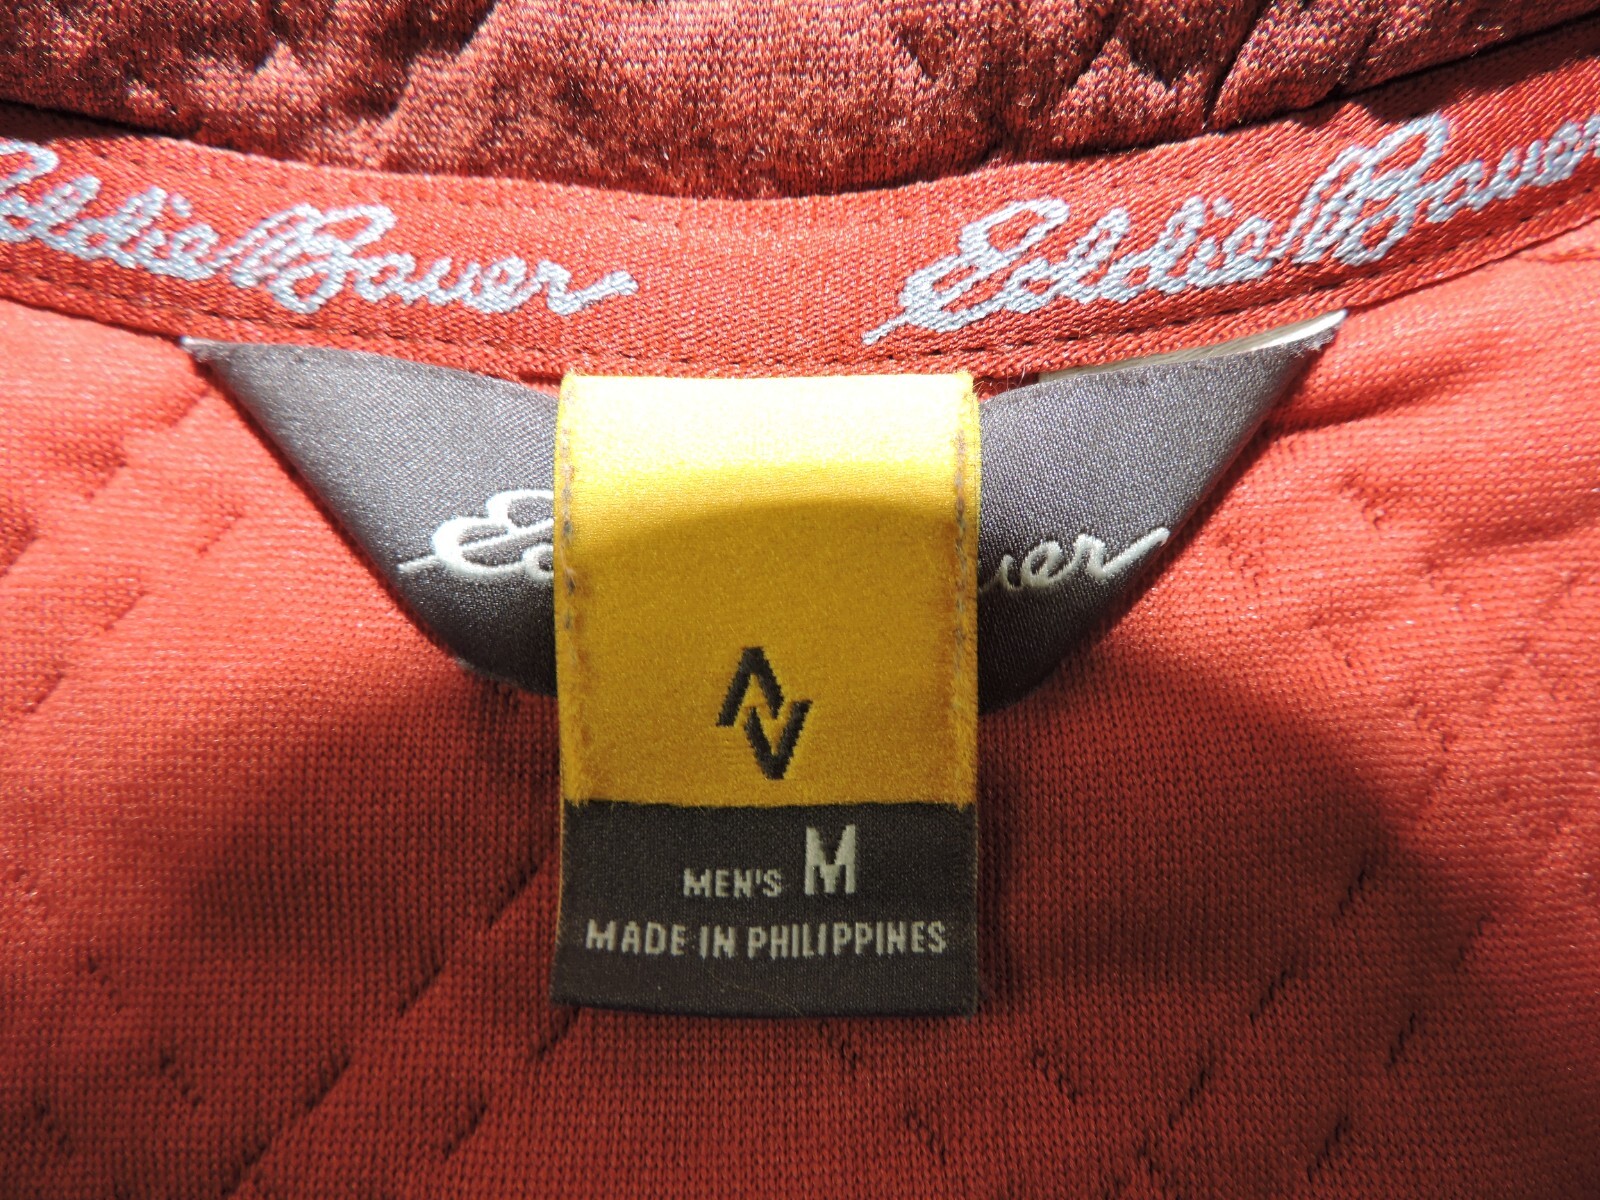 Eddie Bauer Eddie Bauer
MEN'S M
MADE IN PHILIPPINES